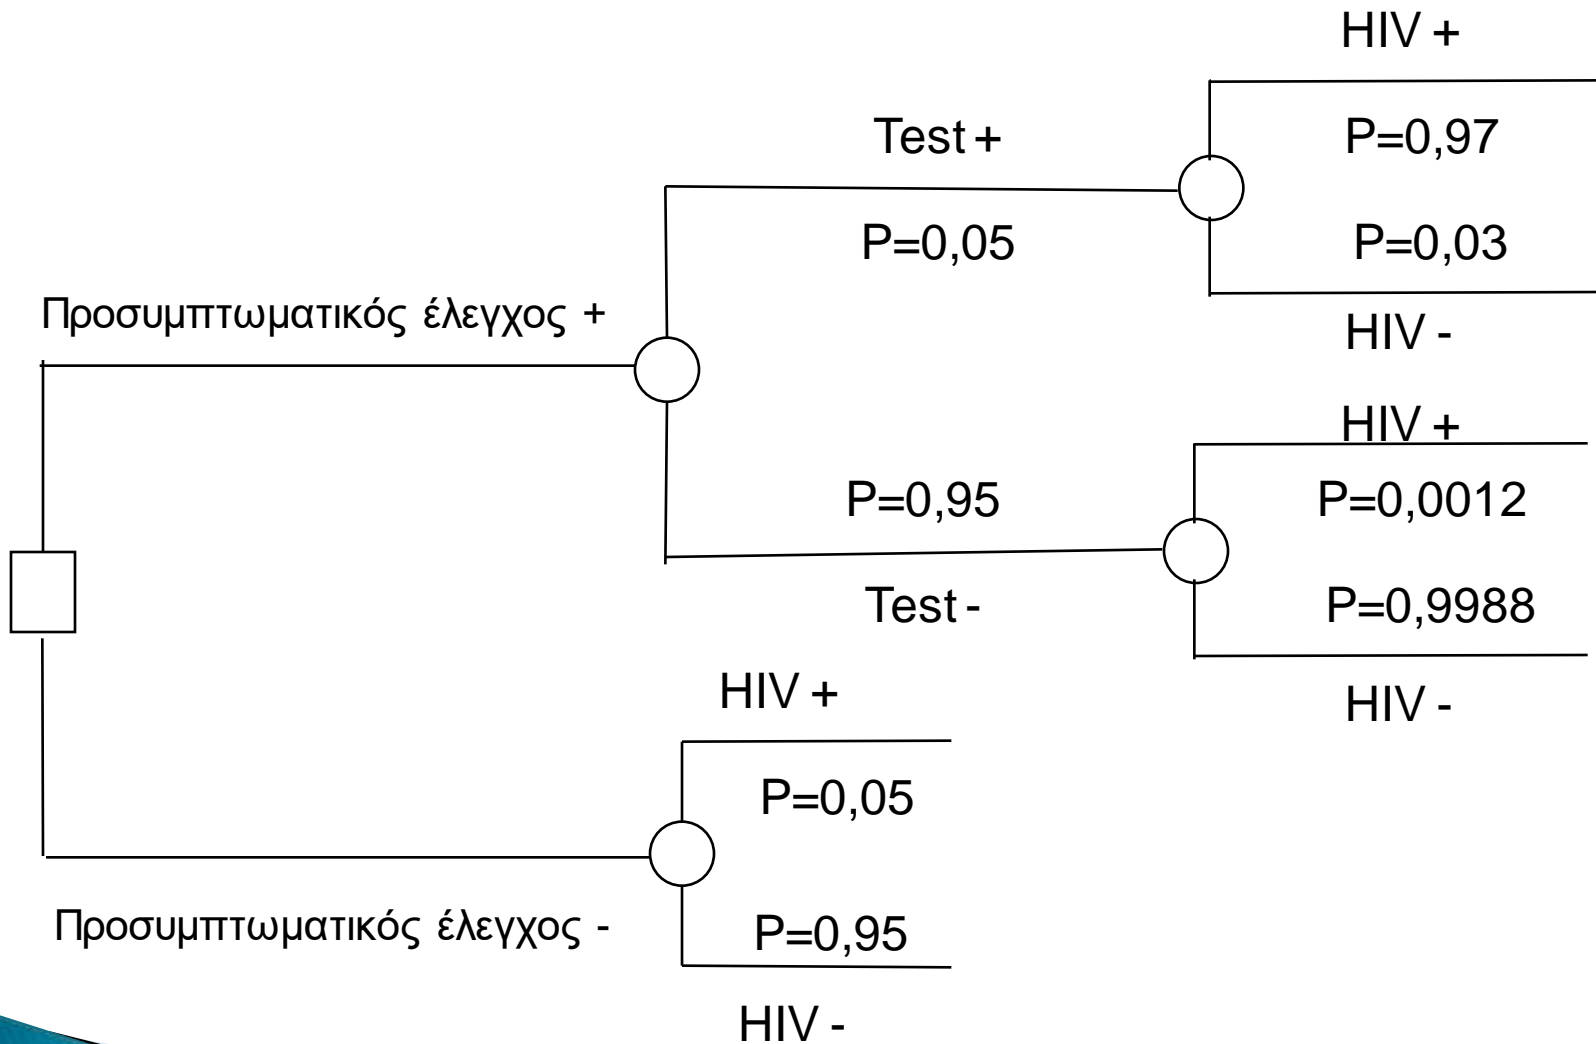 HIV +
Test +
P=0,97
P=0,05
P=0,03
Προσυμπτωματικός έλεγχος +
HIV -
HIV +
P=0,95
P=0,0012
Test -
P=0,9988
HIV +
HIV -
P=0,05
Προσυμπτωματικός έλεγχος -
P=0,95
HIV -